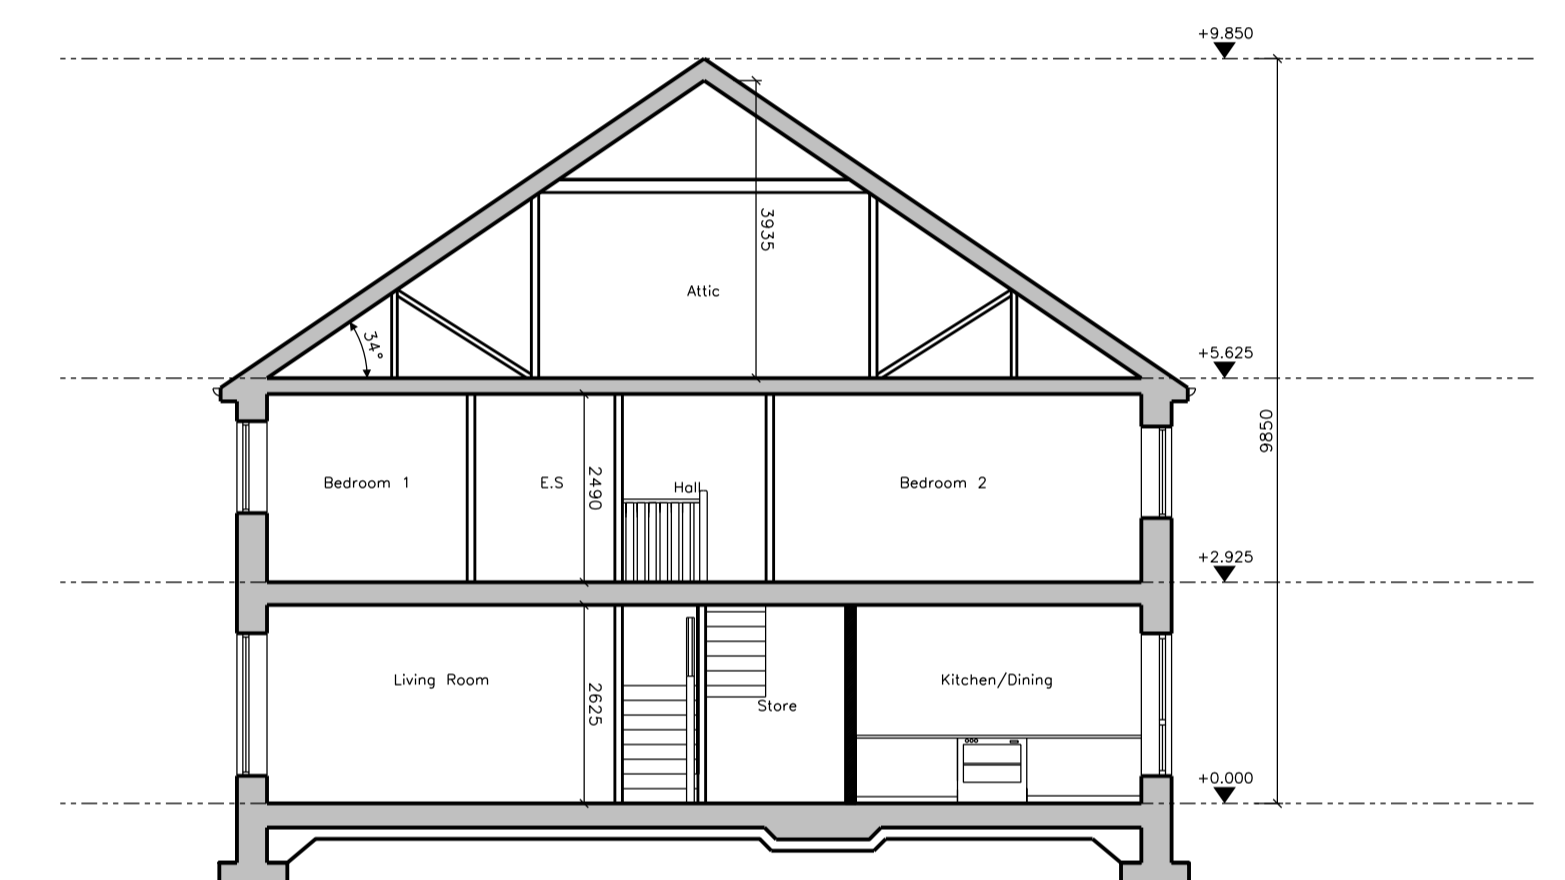 +9.850
3935
Attic
34°
+5.625
9850
Bedroom 1
E.S
2490
Hall
Bedroom 2
+2.925
Living Room
2625
Store
Kitchen/Dining
+0.000